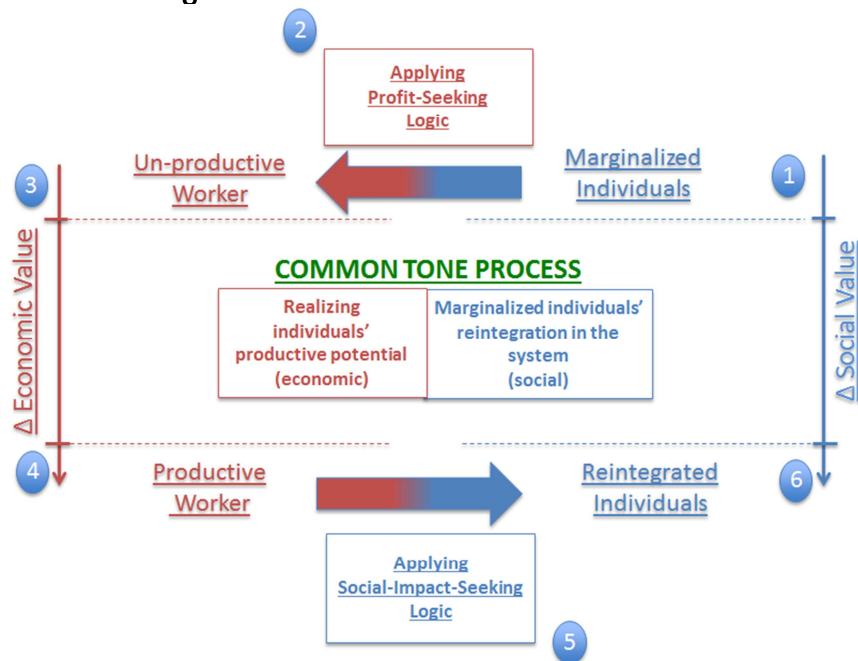 2
Applying
Profit-Seeking
Logic
Un-productive
Worker
Marginalized
Individuals
3
1
Δ Economic Value
Δ Social Value
COMMON TONE PROCESS
Realizing
individuals’
productive potential
(economic)
Marginalized individuals’
reintegration in the
system
(social)
4
Productive
Worker
Reintegrated
Individuals
6
Applying
Social-Impact-Seeking
Logic
5